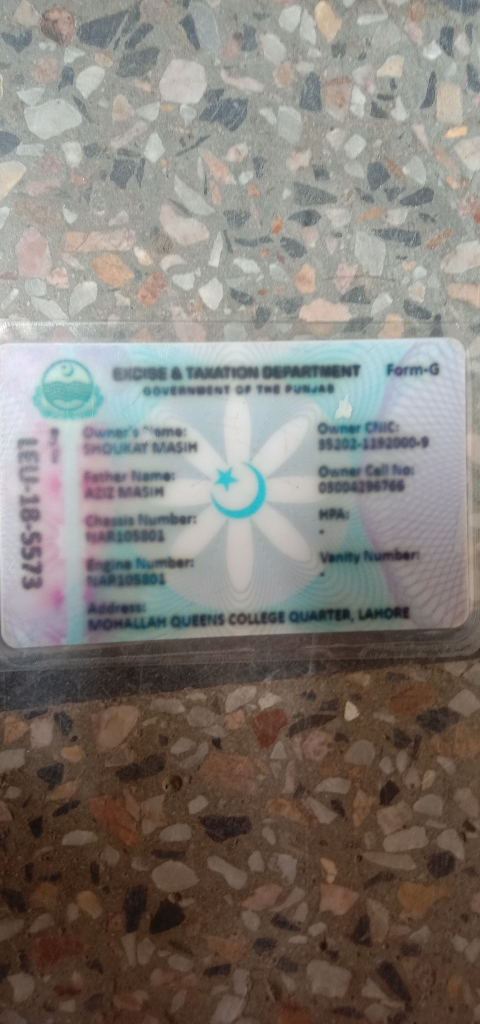 EXCISE & TAXATION DEPARTMENT Form-G
GOVERNMENT OF THE PUNJAB
Owner's Name: Owner CNIC:
SHOUKAT MASIH 35202-1192000-9
Father Name: Owner Cell No:
AZIZ MASIH 03004296766
Chassis Number: HPA:
NAR105801 -
Engine Number: Vanity Number:
NAR105801 -
Address:
MOHALLAH QUEENS COLLEGE QUARTER, LAHORE
LEU-18-5573